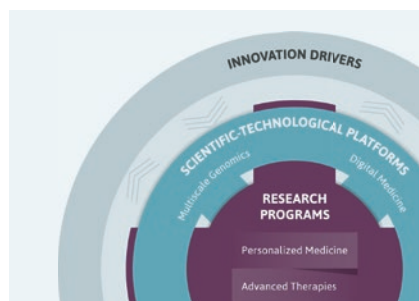 INNOVATION DRIVERS
SCIENTIFIC-TECHNOLOGICAL PLATFORMS
Multiscale Genomics
Digital Medicine
RESEARCH
PROGRAMS
Personalized Medicine
Advanced Therapies